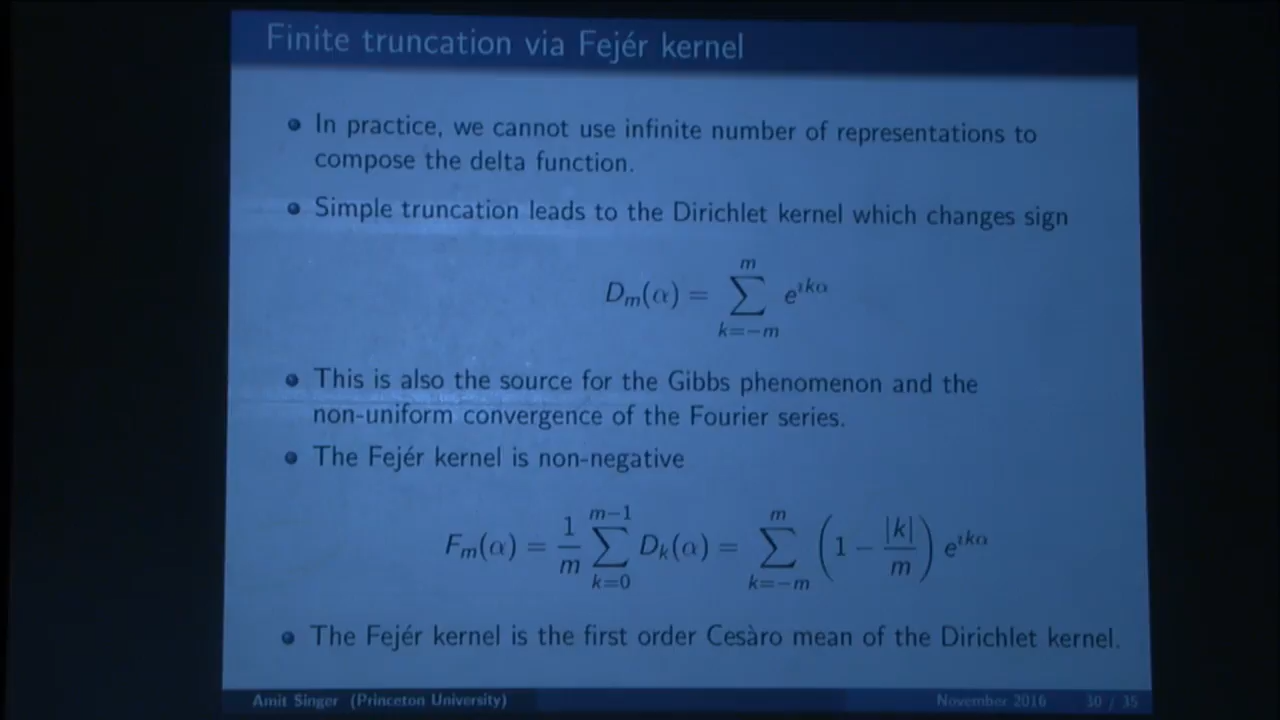 Finite truncation via Fejér kernel
In practice, we cannot use infinite number of representations to
compose the delta function.
Simple truncation leads to the Dirichlet kernel which changes sign
D_m(α) = ∑_{k=−m}^{m} e^{ıkα}
This is also the source for the Gibbs phenomenon and the
non-uniform convergence of the Fourier series.
The Fejér kernel is non-negative
F_m(α) = \frac{1}{m} ∑_{k=0}^{m−1} D_k(α) = ∑_{k=−m}^{m} (1 − \frac{|k|}{m}) e^{ıkα}
The Fejér kernel is the first order Cesàro mean of the Dirichlet kernel.
Amit Singer (Princeton University) November 2016 30 / 35